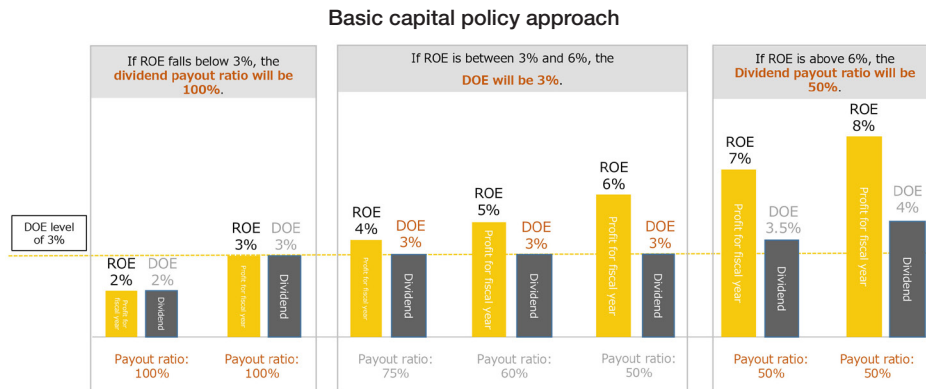 Basic capital policy approach
If ROE falls below 3%, the
dividend payout ratio will be
100%.
If ROE is between 3% and 6%, the
DOE will be 3%.
If ROE is above 6%, the
Dividend payout ratio will be
50%.
DOE level
of 3%
ROE
2%
DOE
2%
ROE
3%
DOE
3%
ROE
4%
DOE
3%
ROE
5%
DOE
3%
ROE
6%
DOE
3%
ROE
7%
DOE
3.5%
ROE
8%
DOE
4%
Profit for
fiscal year
Dividend
Profit for fiscal year
Dividend
Profit for fiscal year
Dividend
Profit for fiscal year
Dividend
Profit for fiscal year
Dividend
Profit for fiscal year
Dividend
Profit for fiscal year
Dividend
Payout ratio:
100%
Payout ratio:
100%
Payout ratio:
75%
Payout ratio:
60%
Payout ratio:
50%
Payout ratio:
50%
Payout ratio:
50%